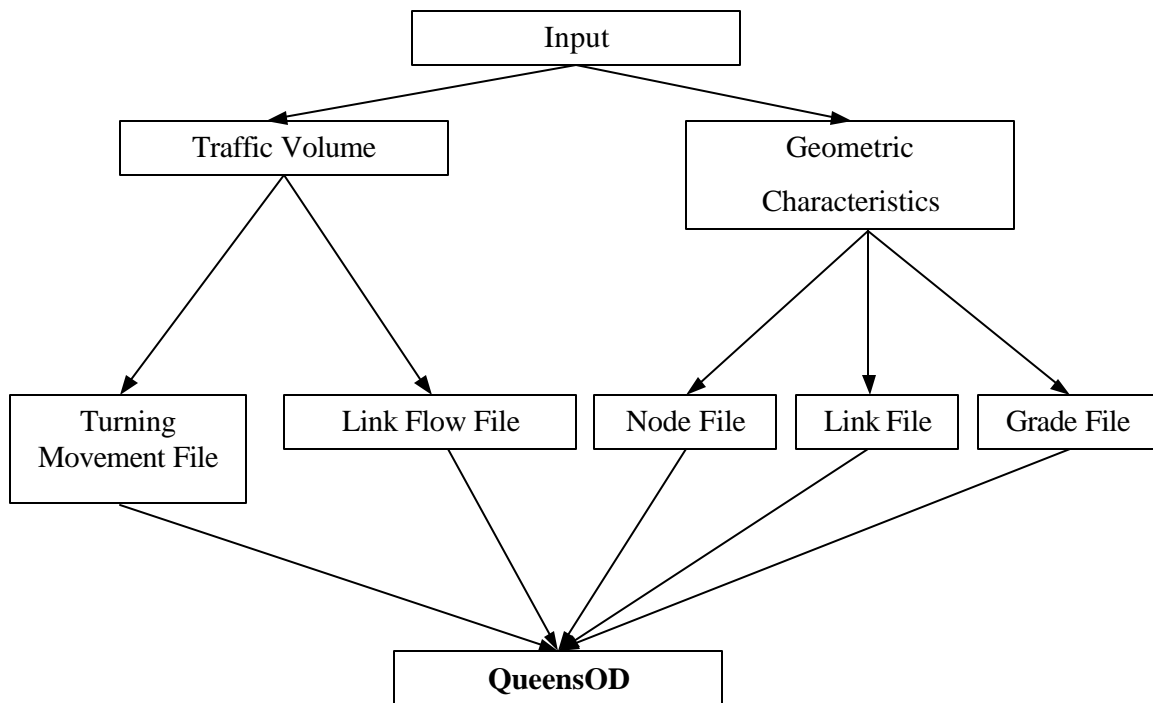 Input
Traffic Volume
Geometric
Characteristics
Turning
Movement File
Link Flow File
Node File
Link File
Grade File
QueensOD